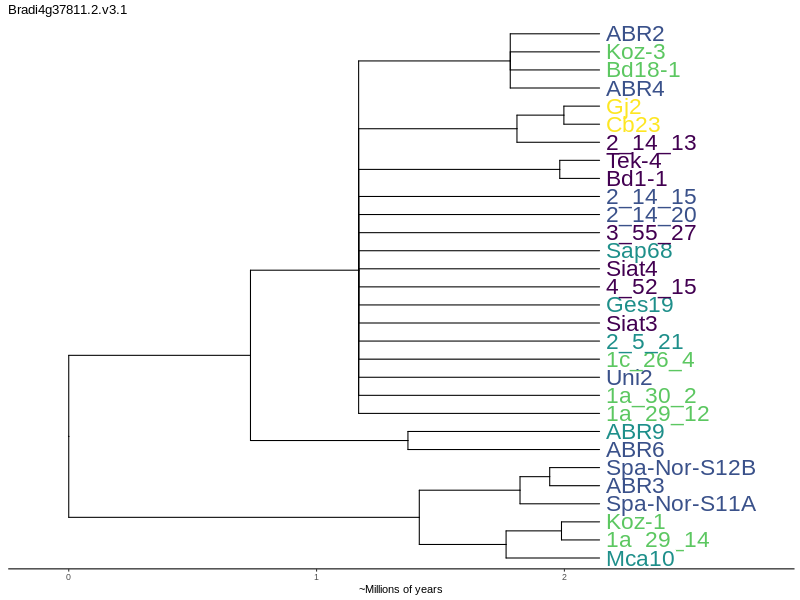 Bradi4g37811.2.v3.1
ABR2
Koz-3
Bd18-1
ABR4
Gj2
Cb23
2_14_13
Tek-4
Bd1-1
2_14_15
2_14_20
3_55_27
Sap68
Siat4
4_52_15
Ges19
Siat3
2_5_21
1c_26_4
Uni2
1a_30_2
1a_29_12
ABR9
ABR6
Spa-Nor-S12B
ABR3
Spa-Nor-S11A
Koz-1
1a_29_14
Mca10
0 1 2
~Millions of years